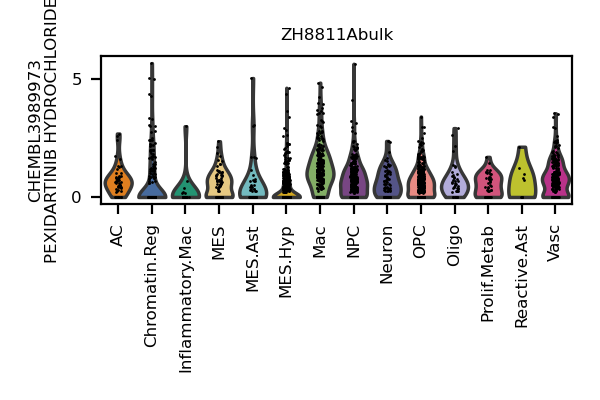 ZH8811Abulk
CHEMBL3989973
PEXIDARTINIB HYDROCHLORIDE
5
0
AC
Chromatin.Reg
Inflammatory.Mac
MES
MES.Ast
MES.Hyp
Mac
NPC
Neuron
OPC
Oligo
Prolif.Metab
Reactive.Ast
Vasc